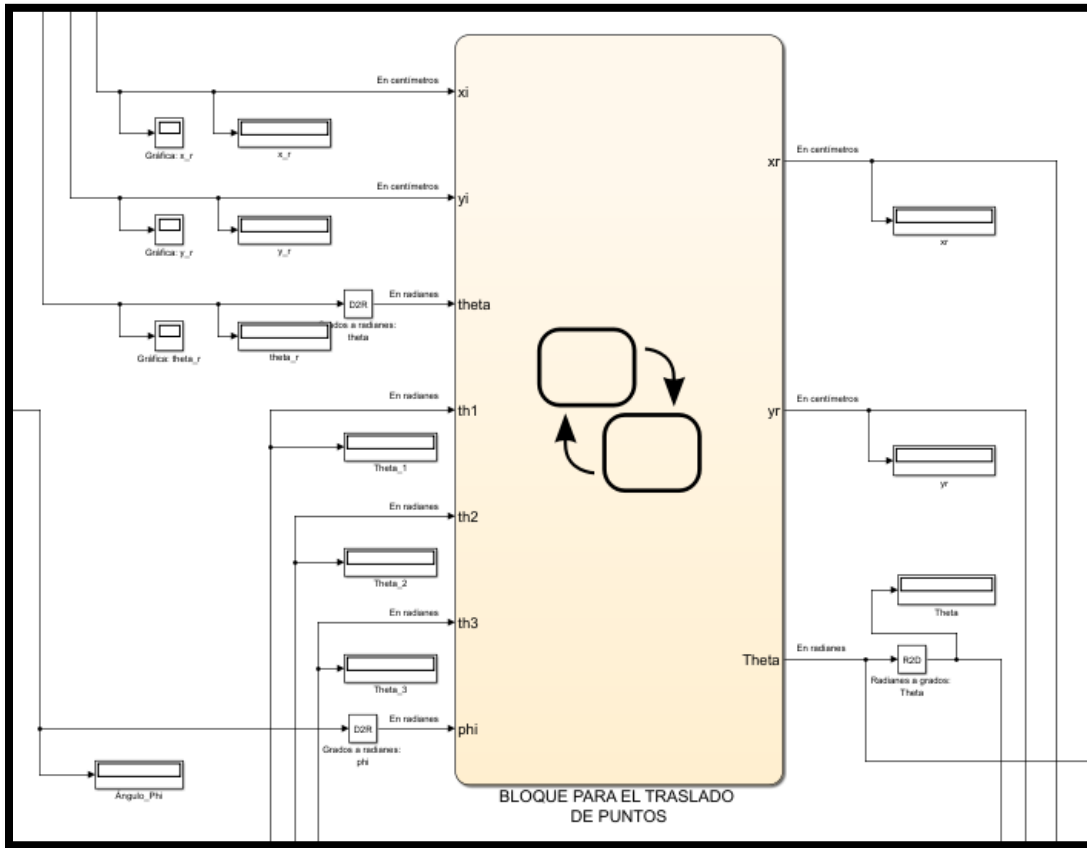 En centímetros
xi
Gráfica: x_r
x_r
En centímetros
yi
Gráfica: y_r
y_r
En radianes
theta
D2R
a radianes:
theta
Gráfica: theta_r
theta_r
En radianes
th1
Theta_1
En radianes
th2
Theta_2
En radianes
th3
Theta_3
En radianes
phi
D2R
Grados a radianes:
phi
Ángulo_Phi
En centímetros
xr
xr
En centímetros
yr
yr
Theta
En radianes
Theta
R2D
Radianes a grados:
Theta
BLOQUE PARA EL TRASLADO
DE PUNTOS